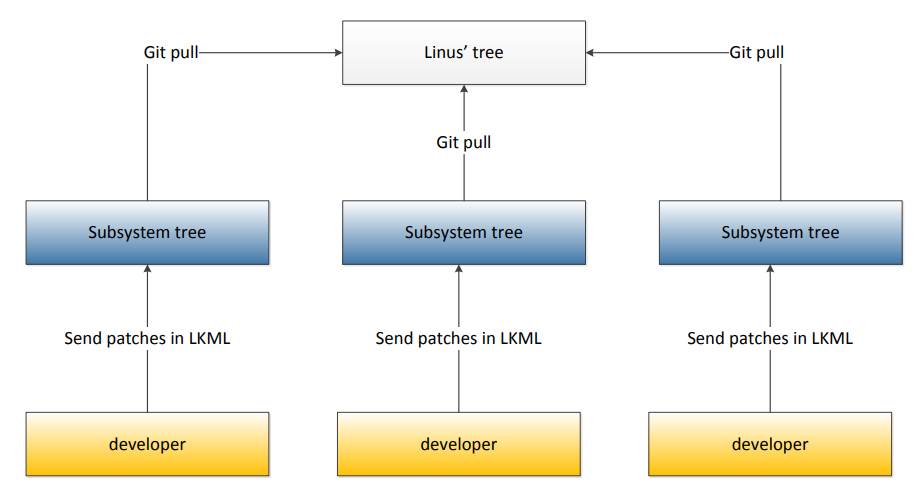 Git pull
Linus’ tree
Git pull
Git pull
Subsystem tree
Subsystem tree
Subsystem tree
Send patches in LKML
Send patches in LKML
Send patches in LKML
developer
developer
developer